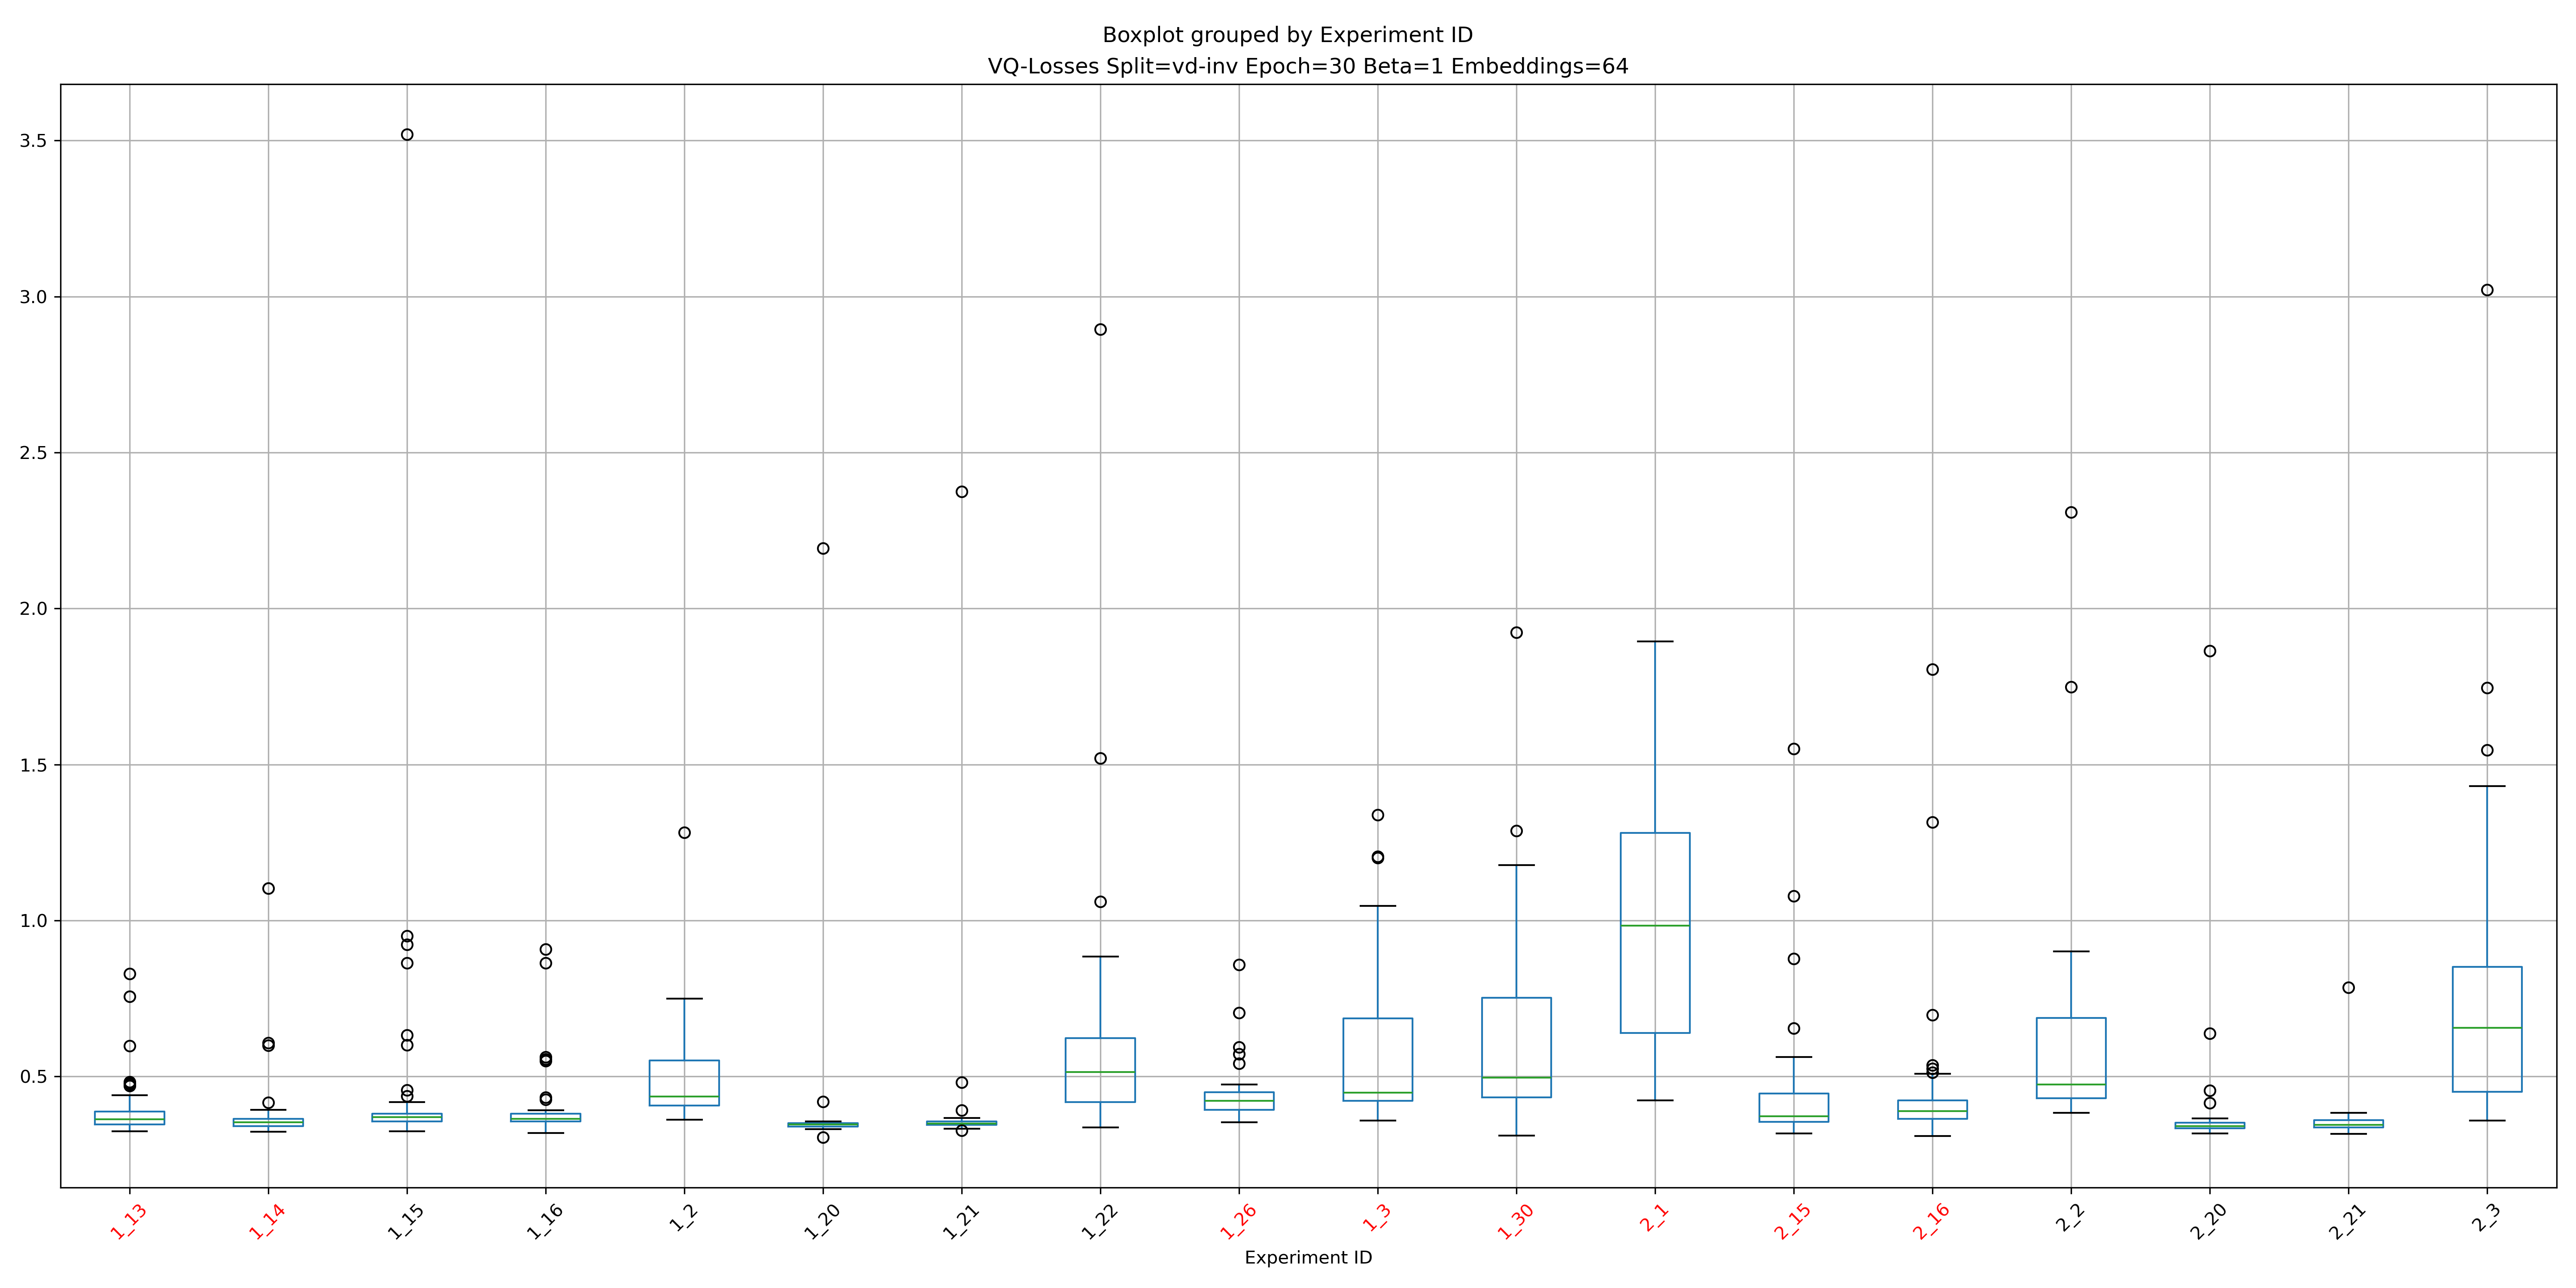 Boxplot grouped by Experiment ID
VQ-Losses Split=vd-inv Epoch=30 Beta=1 Embeddings=64
3.5
3.0
2.5
2.0
1.5
1.0
0.5
1_13 1_14 1_15 1_16 1_2 1_20 1_21 1_22 1_26 1_3 1_30 2_1 2_15 2_16 2_2 2_20 2_21 2_3
Experiment ID